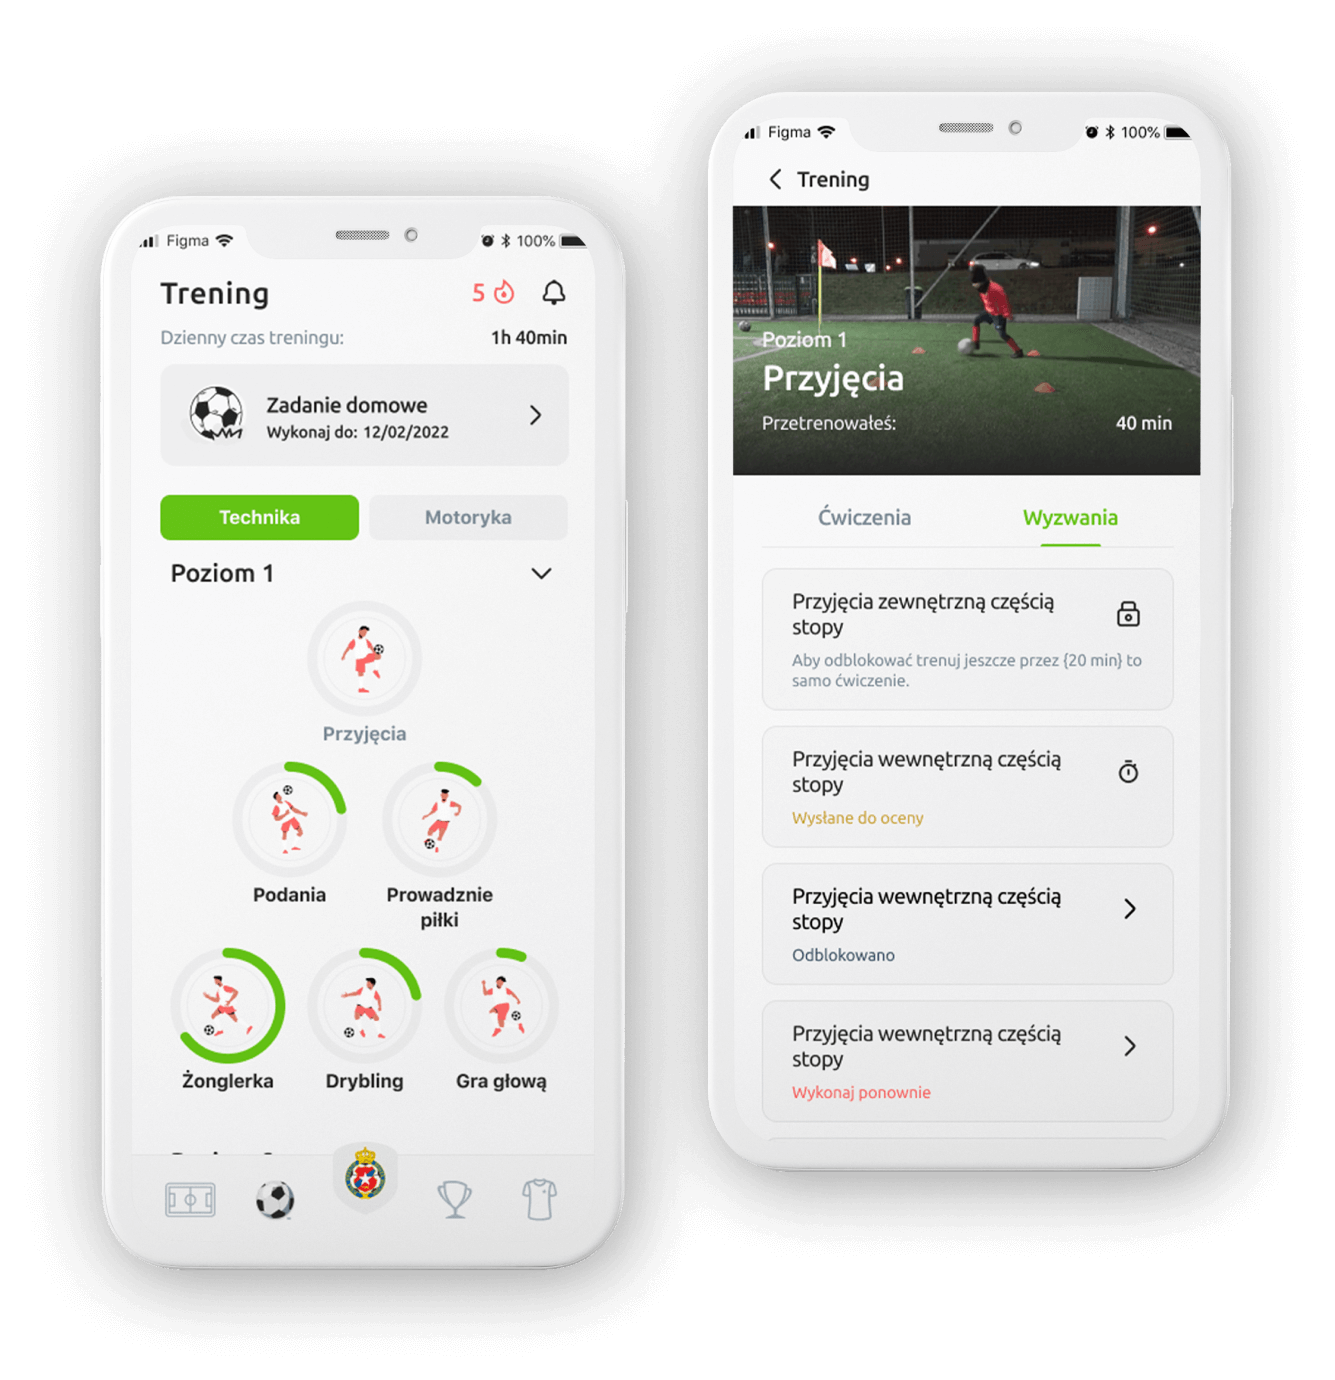 Figma
100%
Trening
5
Dzienny czas treningu:
1h 40min
Zadanie domowe
Wykonaj do: 12/02/2022
Technika
Motoryka
Poziom 1
Przyjęcia
Podania
Prowadznie
piłki
Żonglerka
Drybling
Gra głową
Figma
100%
Trening
Poziom 1
Przyjęcia
Przetrenowałeś:
40 min
Ćwiczenia
Wyzwania
Przyjęcia zewnętrzną częścią
stopy
Aby odblokować trenuj jeszcze przez {20 min} to
samo ćwiczenie.
Przyjęcia wewnętrzną częścią
stopy
Wysłane do oceny
Przyjęcia wewnętrzną częścią
stopy
Odblokowano
Przyjęcia wewnętrzną częścią
stopy
Wykonaj ponownie